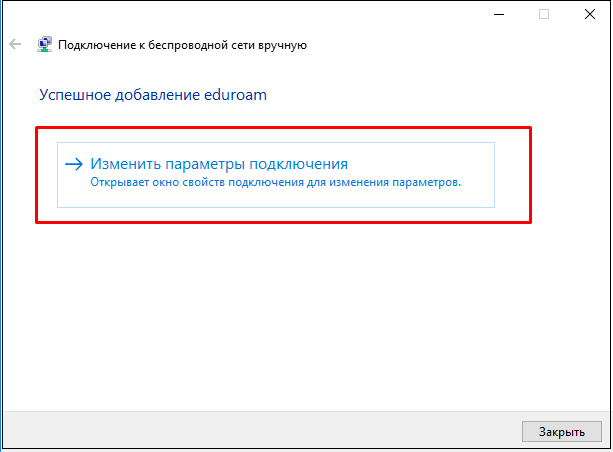 Подключение к беспроводной сети вручную
Успешное добавление eduroam
Изменить параметры подключения
Открывает окно свойств подключения для изменения параметров.
Закрыть